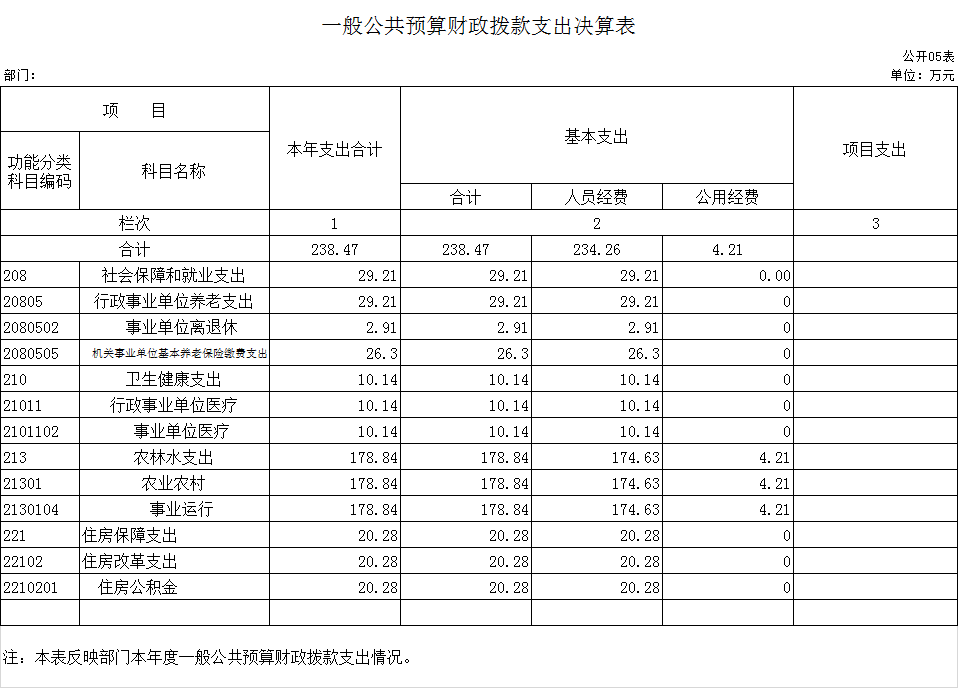 一般公共预算财政拨款支出决算表
公开05表
部门： 单位：万元
项 目 本年支出合计 基本支出 项目支出
功能分类科目编码 科目名称 合计 人员经费 公用经费
栏次 1 2 3
合计 238.47 238.47 234.26 4.21
208 社会保障和就业支出 29.21 29.21 29.21 0.00
20805 行政事业单位养老支出 29.21 29.21 29.21 0
2080502 事业单位离退休 2.91 2.91 2.91 0
2080505 机关事业单位基本养老保险缴费支出 26.3 26.3 26.3 0
210 卫生健康支出 10.14 10.14 10.14 0
21011 行政事业单位医疗 10.14 10.14 10.14 0
2101102 事业单位医疗 10.14 10.14 10.14 0
213 农林水支出 178.84 178.84 174.63 4.21
21301 农业农村 178.84 178.84 174.63 4.21
2130104 事业运行 178.84 178.84 174.63 4.21
221 住房保障支出 20.28 20.28 20.28 0
22102 住房改革支出 20.28 20.28 20.28 0
2210201 住房公积金 20.28 20.28 20.28 0
注：本表反映部门本年度一般公共预算财政拨款支出情况。